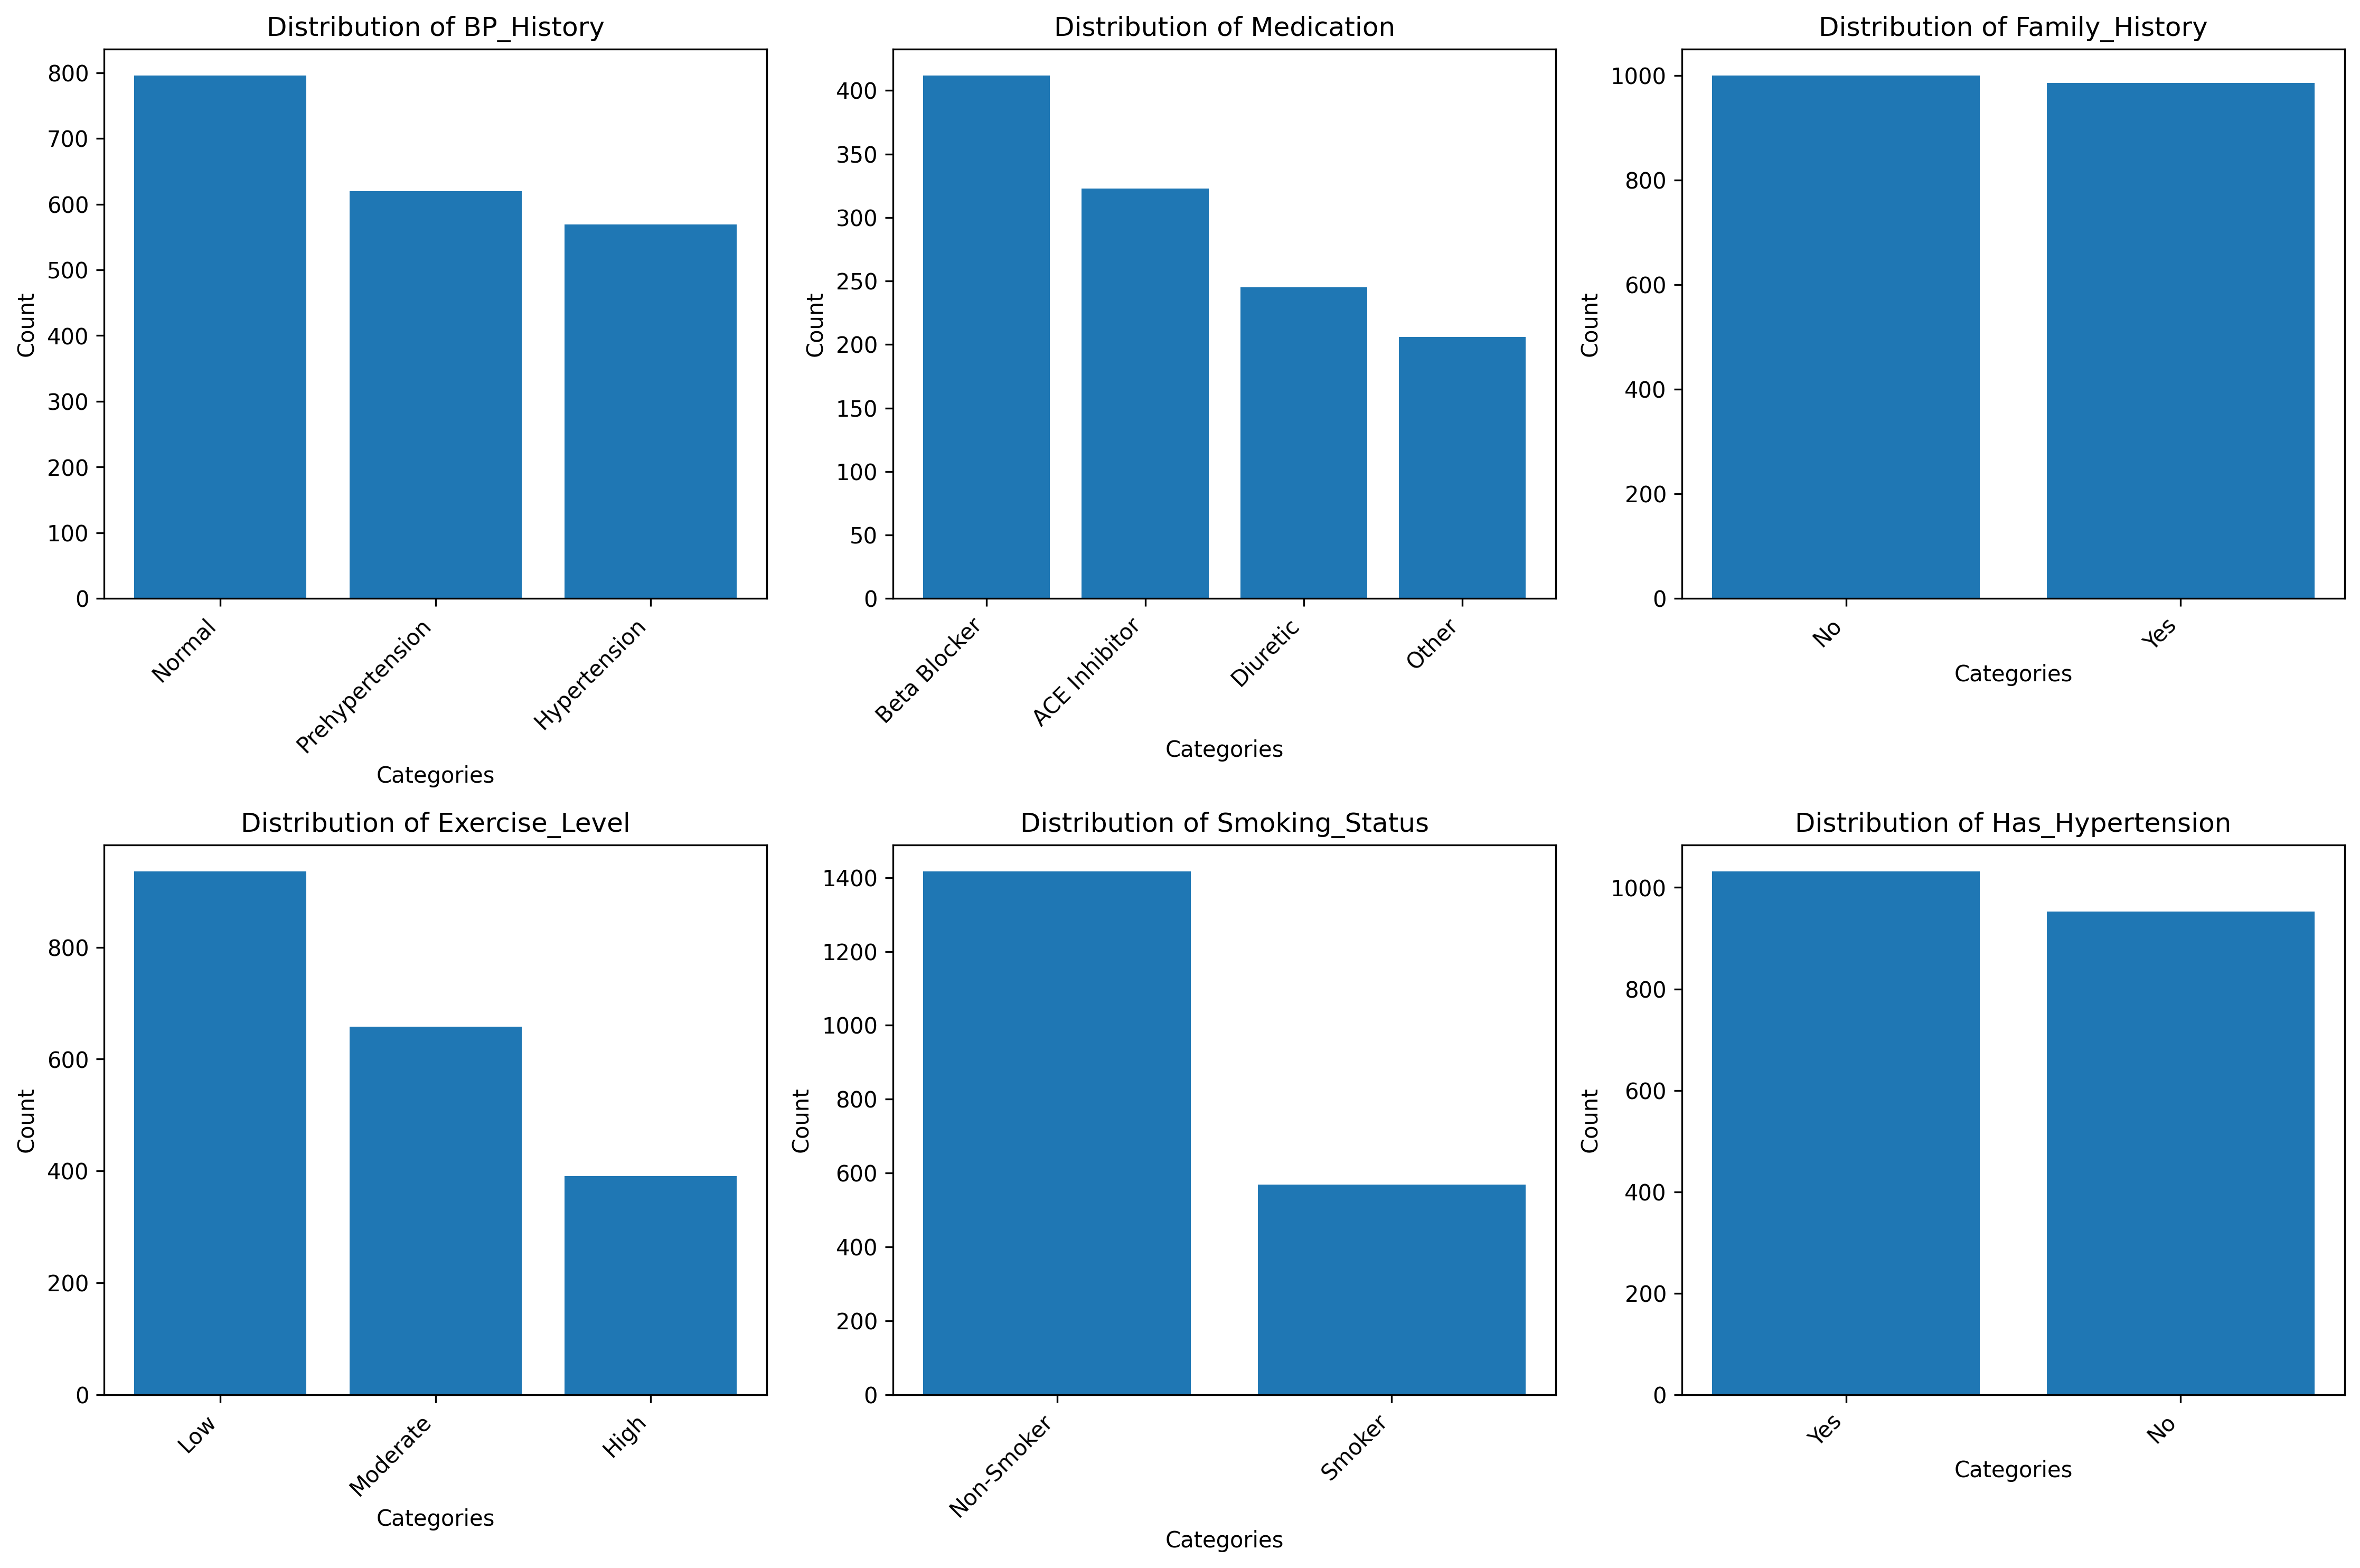 Distribution of BP_History
800
700
600
500
400
300
200
100
0
Count
Normal
Prehypertension
Hypertension
Categories
Distribution of Medication
400
350
300
250
200
150
100
50
0
Count
Beta Blocker
ACE Inhibitor
Diuretic
Other
Categories
Distribution of Family_History
1000
800
600
400
200
0
Count
No
Yes
Categories
Distribution of Exercise_Level
800
600
400
200
0
Count
Low
Moderate
High
Categories
Distribution of Smoking_Status
1400
1200
1000
800
600
400
200
0
Count
Non-Smoker
Smoker
Categories
Distribution of Has_Hypertension
1000
800
600
400
200
0
Count
Yes
No
Categories